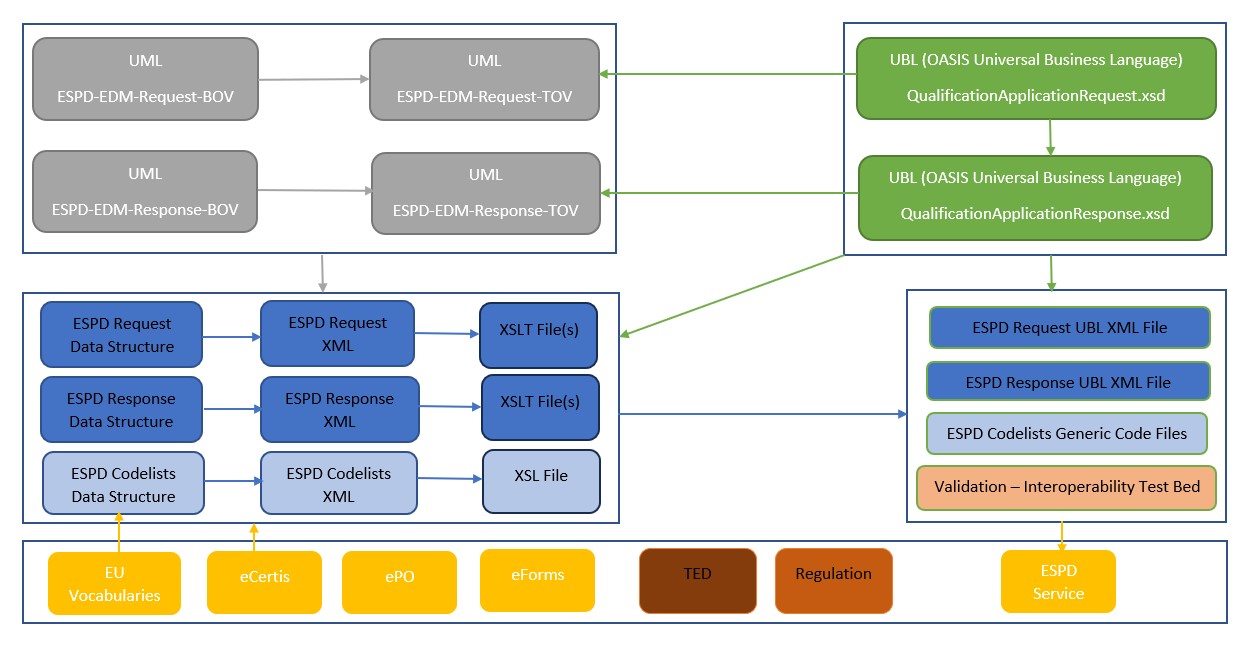 UML
ESPD-EDM-Request-BOV
UML
ESPD-EDM-Request-TOV
UBL (OASIS Universal Business Language)
QualificationApplicationRequest.xsd
UML
ESPD-EDM-Response-BOV
UML
ESPD-EDM-Response-TOV
UBL (OASIS Universal Business Language)
QualificationApplicationResponse.xsd
ESPD Request
Data Structure
ESPD Request
XML
XSLT File(s)
ESPD Response
Data Structure
ESPD Response
XML
XSLT File(s)
ESPD Codelists
Data Structure
ESPD Codelists
XML
XSL File
ESPD Request UBL XML File
ESPD Response UBL XML File
ESPD Codelists Generic Code Files
Validation – Interoperability Test Bed
EU
Vocabularies
eCertis
ePO
eForms
TED
Regulation
ESPD
Service